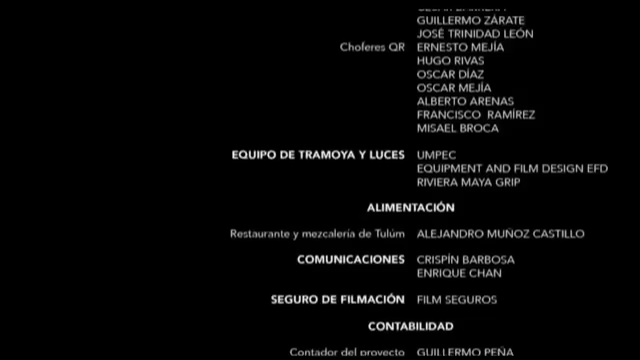 GUILLERMO ZÁRATE
JOSÉ TRINIDAD LEÓN
Choferes QR ERNESTO MEJÍA
HUGO RIVAS
OSCAR DÍAZ
OSCAR MEJÍA
ALBERTO ARENAS
FRANCISCO RAMÍREZ
MISAEL BROCA
EQUIPO DE TRAMOYA Y LUCES UMPEC
EQUIPMENT AND FILM DESIGN EFD
RIVIERA MAYA GRIP
ALIMENTACIÓN
Restaurante y mezcalería de Tulúm ALEJANDRO MUÑOZ CASTILLO
COMUNICACIONES CRISPÍN BARBOSA
ENRIQUE CHAN
SEGURO DE FILMACIÓN FILM SEGUROS
CONTABILIDAD
Contador del proyecto GUILLERMO PEÑA